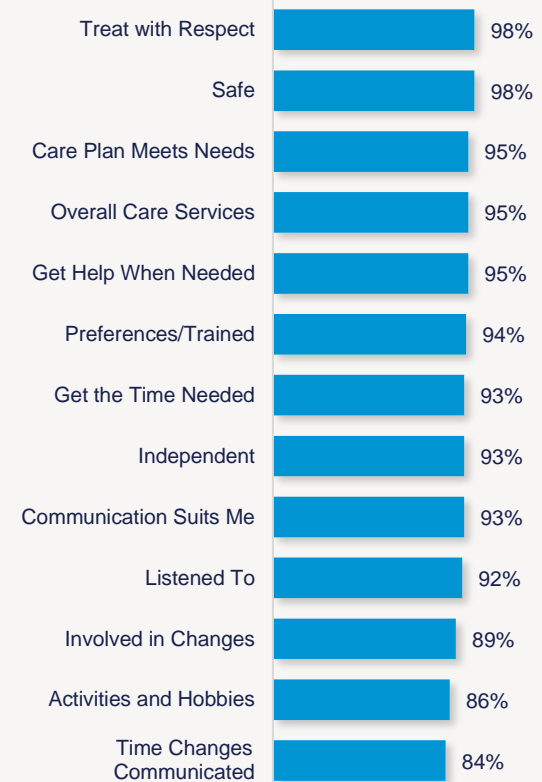 Treat with Respect 98%
Safe 98%
Care Plan Meets Needs 95%
Overall Care Services 95%
Get Help When Needed 95%
Preferences/Trained 94%
Get the Time Needed 93%
Independent 93%
Communication Suits Me 93%
Listened To 92%
Involved in Changes 89%
Activities and Hobbies 86%
Time Changes
Communicated 84%